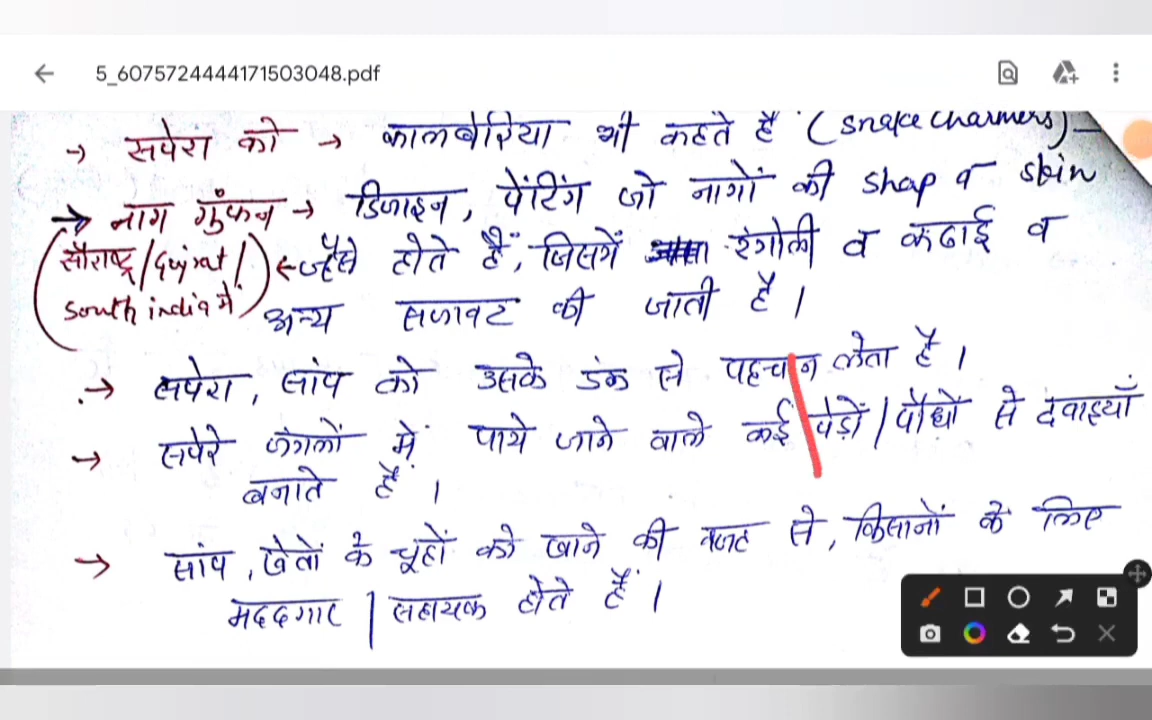 5_6075724444171503048.pdf
→ सपेरा को → कालबेरिया भी कहते है (snake charmers)
→ नाग गुंफन → डिजाइन, पेंटिंग जो नागों की shap व skin
(सौराष्ट्र/Gujrat/ south india में) ← जैसे होते हैं, जिसमें रंगोली व कढाई व
अन्य सजावट की जाती है ।
→ सपेरा, सांप को उसके डंक से पहचान लेता है ।
→ सपेरे जंगलों में पाये जाने वाले कई पेड़ों/पौधों से दवाइयाँ
बनाते हैं ।
→ सांप, खेतों के चूहों को खाने की वजह से, किसानों के लिए
मददगार | सहायक होते हैं ।